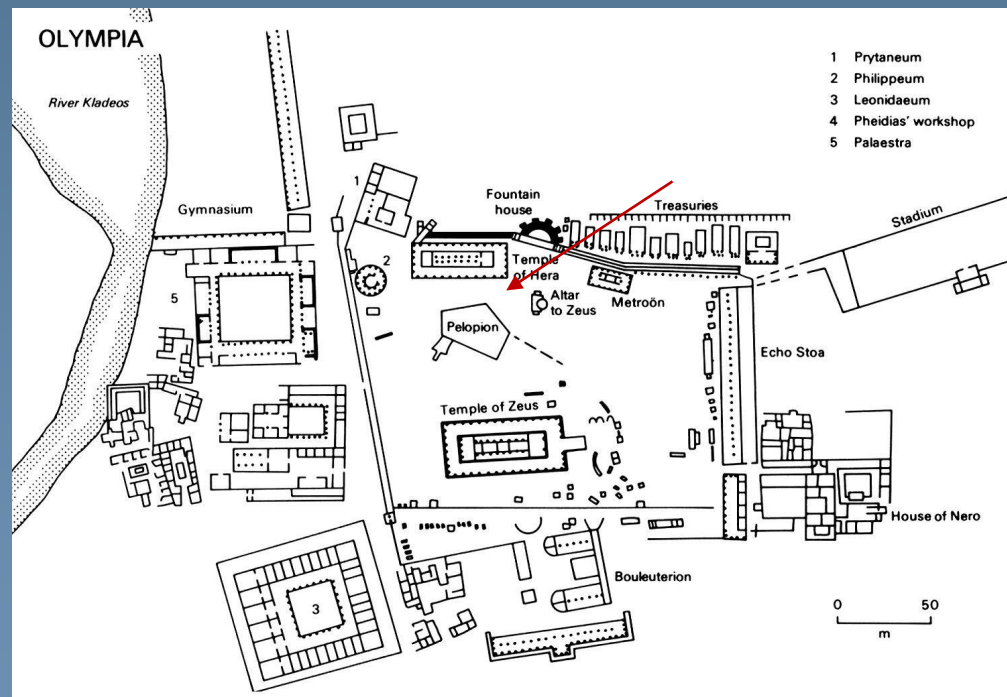 OLYMPIA
River Kladeos
1 Prytaneum
2 Philippeum
3 Leonidaeum
4 Pheidias' workshop
5 Palaestra
1
Fountain
house
Treasuries
Stadium
Gymnasium
2
Temple
of Hera
5
Altar
to Zeus
Metroön
Pelopion
Echo Stoa
Temple of Zeus
House of Nero
Bouleuterion
3
0 50
m